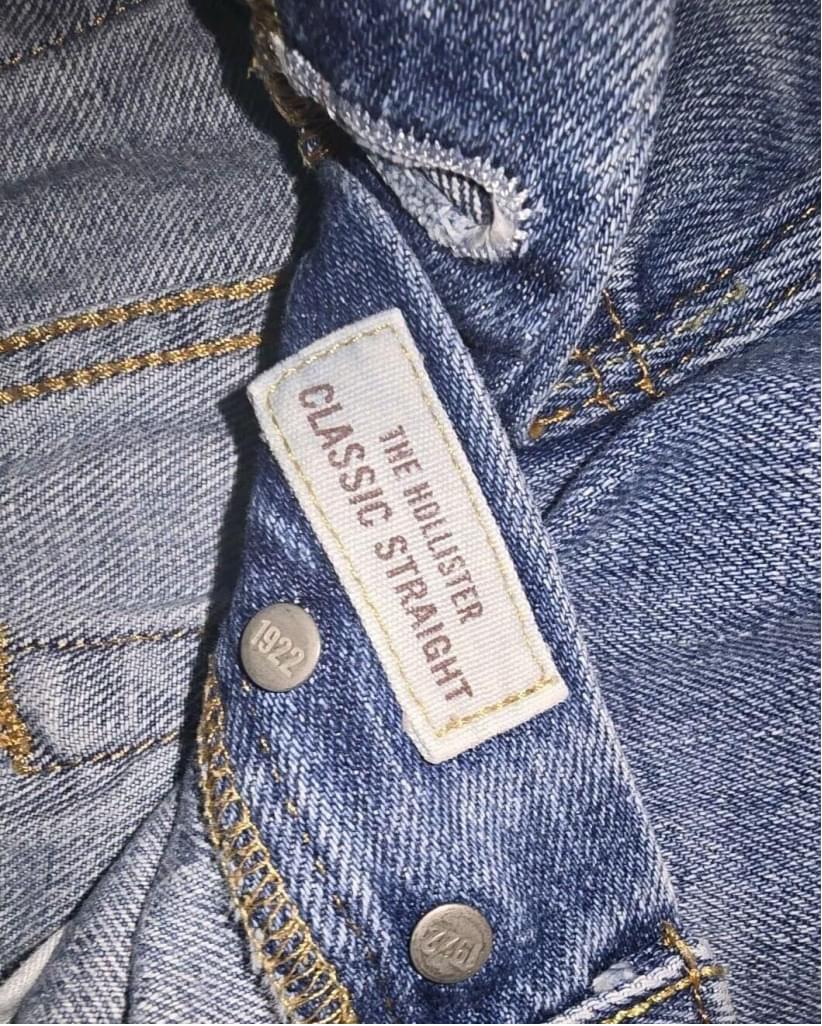 THE HOLLISTER
CLASSIC STRAIGHT
1922
1922